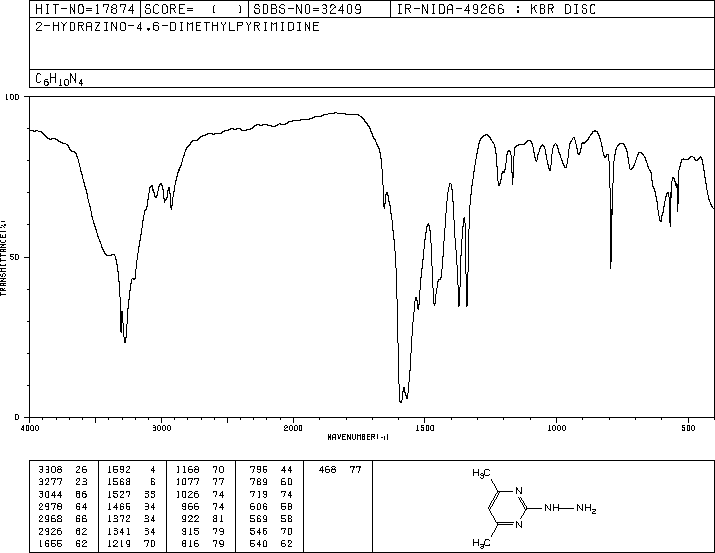 HIT-NO=17874 SCORE= ( ) SDBS-NO=32409 IR-NIDA-49266 : KBR DISC
2-HYDRAZINO-4,6-DIMETHYLPYRIMIDINE
C6H10N4
100
50
0
TRANSMITTANCE(%)
4000 3000 2000 1500 1000 500
WAVENUMBER(-1)
3308 26 1592 4 1168 70 796 44 468 77
3277 23 1568 6 1077 77 789 60
3044 66 1527 35 1026 74 719 74
2978 64 1466 34 966 74 606 58
2968 66 1372 34 922 81 569 58
2926 62 1341 34 915 79 546 70
1655 62 1219 70 816 79 540 62
H3C
N
NH NH2
N
H3C